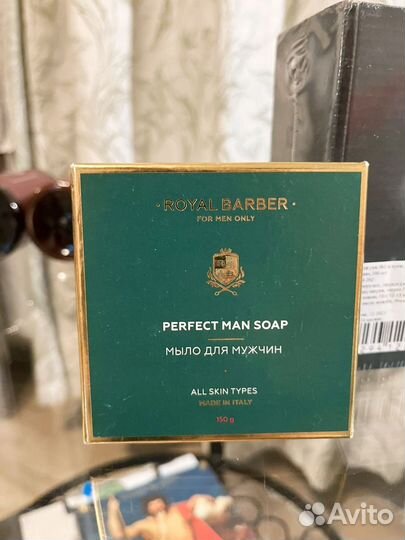 · ROYAL BARBER ·
FOR MEN ONLY
PERFECT MAN SOAP
МЫЛО ДЛЯ МУЖЧИН
ALL SKIN TYPES
MADE IN ITALY
150 g
Avito